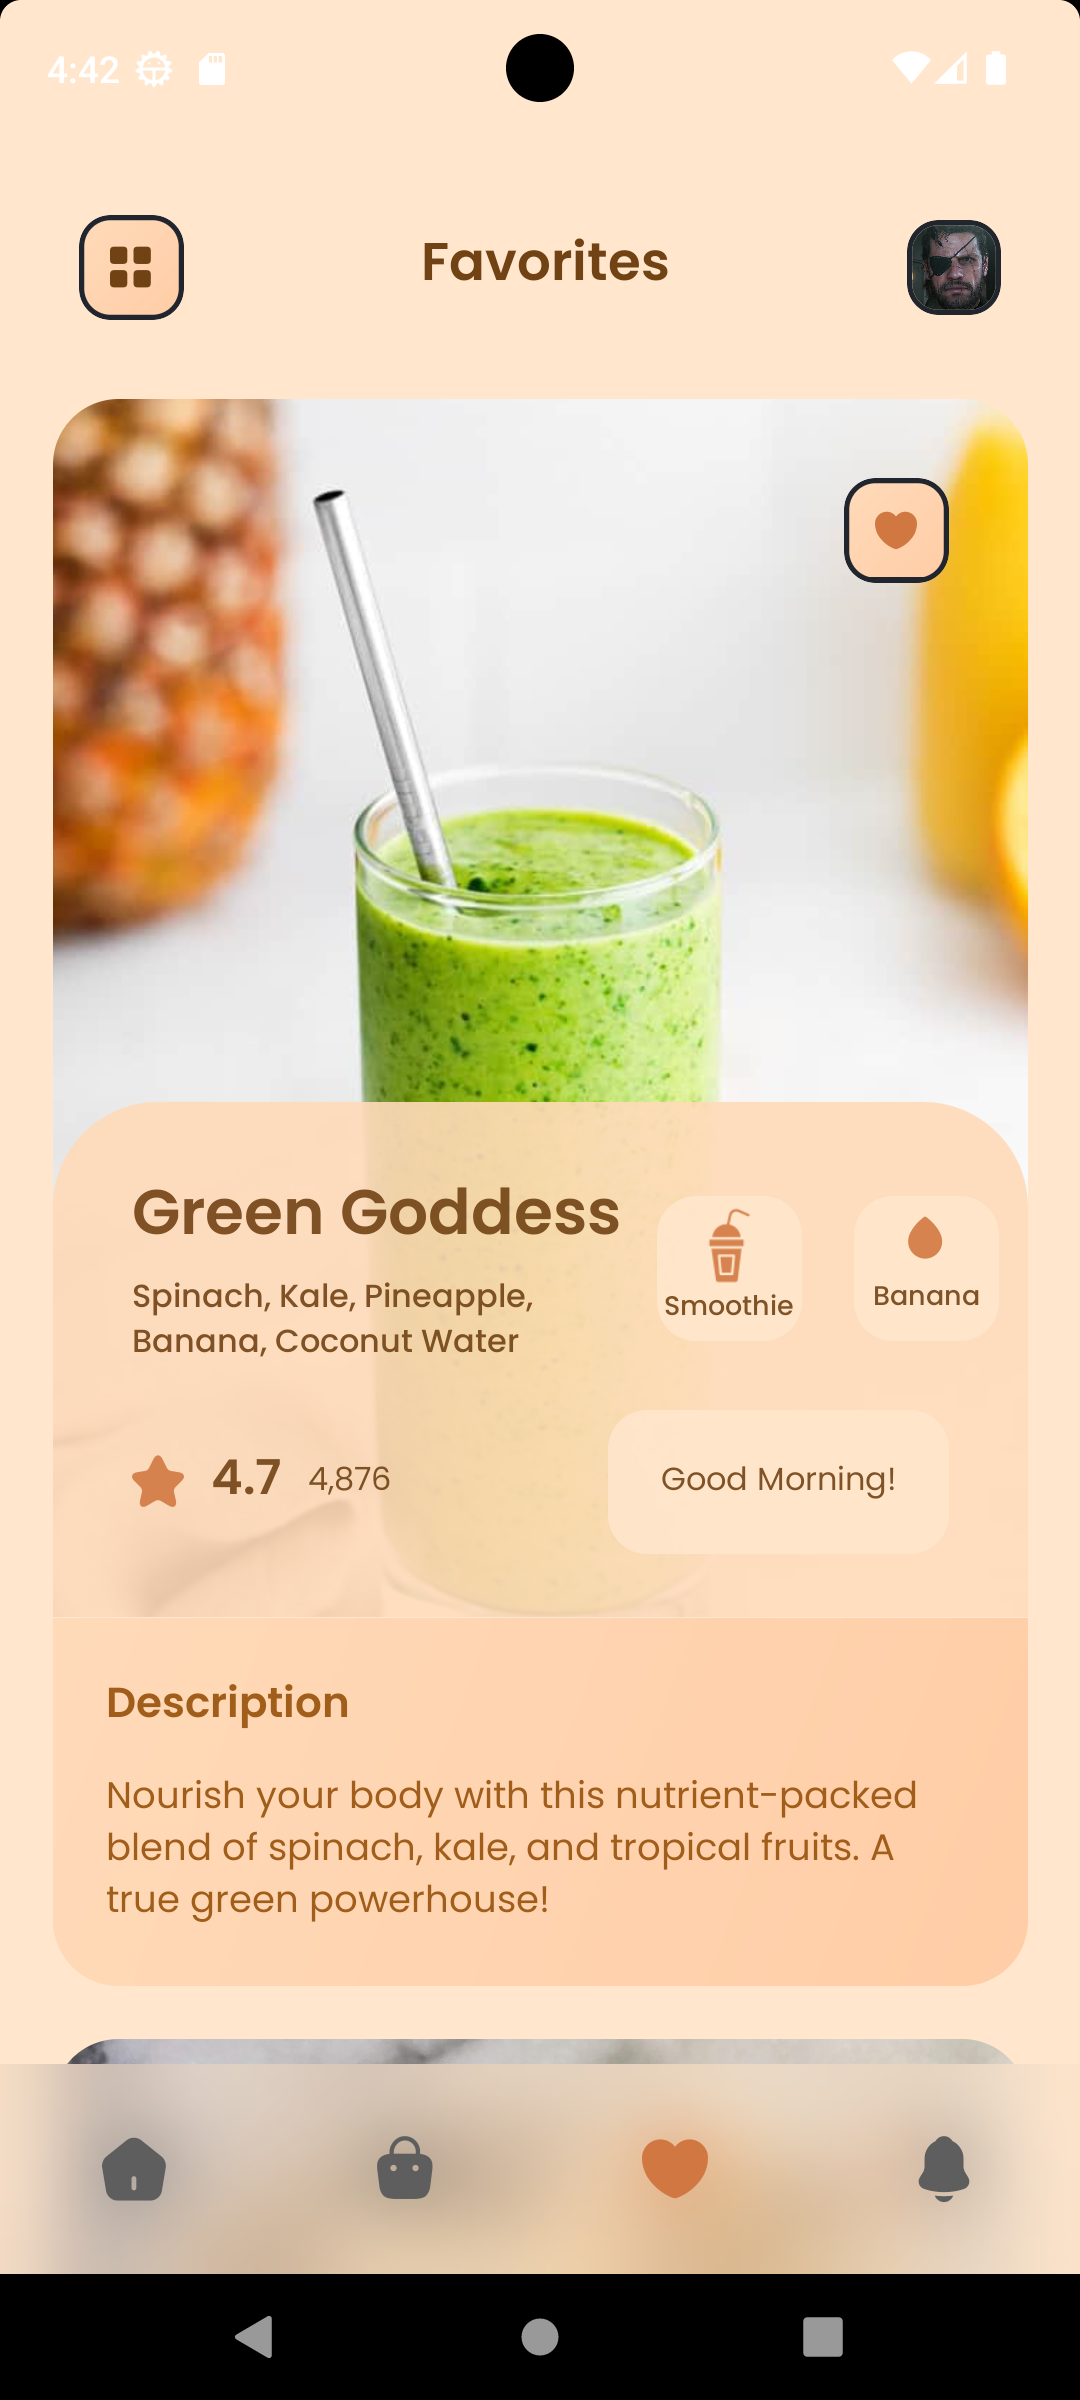 4:42
Favorites
Green Goddess
Spinach, Kale, Pineapple,
Banana, Coconut Water
Smoothie
Banana
4.7 4,876
Good Morning!
Description
Nourish your body with this nutrient-packed
blend of spinach, kale, and tropical fruits. A
true green powerhouse!